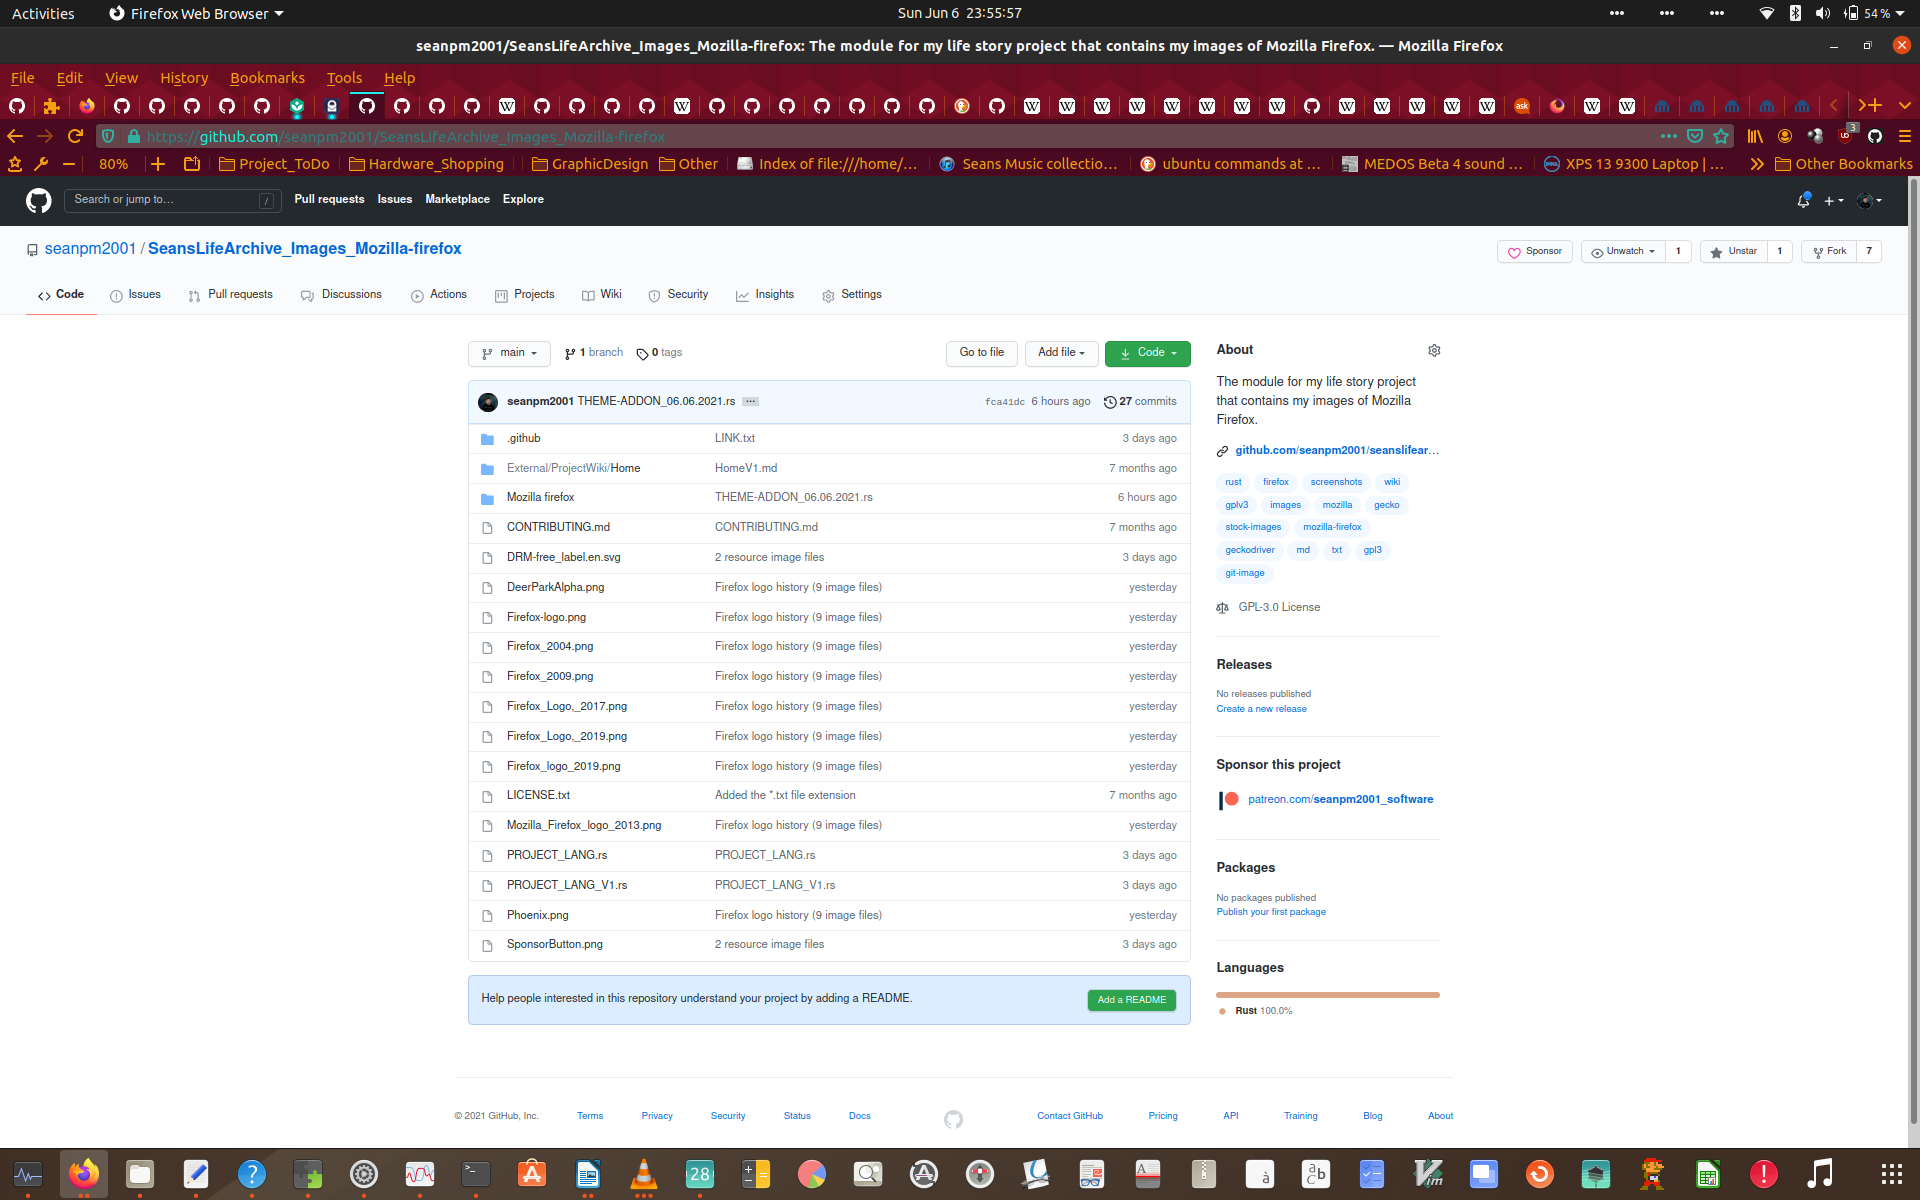 Activities Firefox Web Browser Sun Jun 6 23:55:57 54 %
seanpm2001/SeansLifeArchive_Images_Mozilla-firefox: The module for my life story project that contains my images of Mozilla Firefox. — Mozilla Firefox
File Edit View History Bookmarks Tools Help
https://github.com/seanpm2001/SeansLifeArchive_Images_Mozilla-firefox 3
80% Project_ToDo Hardware_Shopping GraphicDesign Other Index of file:///home/… Seans Music collectio… ubuntu commands at … MEDOS Beta 4 sound … XPS 13 9300 Laptop | … Other Bookmarks
Search or jump to… / Pull requests Issues Marketplace Explore
seanpm2001 / SeansLifeArchive_Images_Mozilla-firefox Sponsor Unwatch 1 Unstar 1 Fork 7
Code Issues Pull requests Discussions Actions Projects Wiki Security Insights Settings
main 1 branch 0 tags Go to file Add file Code
seanpm2001 THEME-ADDON_06.06.2021.rs ... fca41dc 6 hours ago 27 commits
.github LINK.txt 3 days ago
External/ProjectWiki/Home HomeV1.md 7 months ago
Mozilla firefox THEME-ADDON_06.06.2021.rs 6 hours ago
CONTRIBUTING.md CONTRIBUTING.md 7 months ago
DRM-free_label.en.svg 2 resource image files 3 days ago
DeerParkAlpha.png Firefox logo history (9 image files) yesterday
Firefox-logo.png Firefox logo history (9 image files) yesterday
Firefox_2004.png Firefox logo history (9 image files) yesterday
Firefox_2009.png Firefox logo history (9 image files) yesterday
Firefox_Logo,_2017.png Firefox logo history (9 image files) yesterday
Firefox_Logo,_2019.png Firefox logo history (9 image files) yesterday
Firefox_logo_2019.png Firefox logo history (9 image files) yesterday
LICENSE.txt Added the *.txt file extension 7 months ago
Mozilla_Firefox_logo_2013.png Firefox logo history (9 image files) yesterday
PROJECT_LANG.rs PROJECT_LANG.rs 3 days ago
PROJECT_LANG_V1.rs PROJECT_LANG_V1.rs 3 days ago
Phoenix.png Firefox logo history (9 image files) yesterday
SponsorButton.png 2 resource image files 3 days ago
Help people interested in this repository understand your project by adding a README. Add a README
About
The module for my life story project
that contains my images of Mozilla
Firefox.
github.com/seanpm2001/seanslifear…
rust firefox screenshots wiki
gplv3 images mozilla gecko
stock-images mozilla-firefox
geckodriver md txt gpl3
git-image
GPL-3.0 License
Releases
No releases published
Create a new release
Sponsor this project
patreon.com/seanpm2001_software
Packages
No packages published
Publish your first package
Languages
Rust 100.0%
© 2021 GitHub, Inc. Terms Privacy Security Status Docs Contact GitHub Pricing API Training Blog About
28